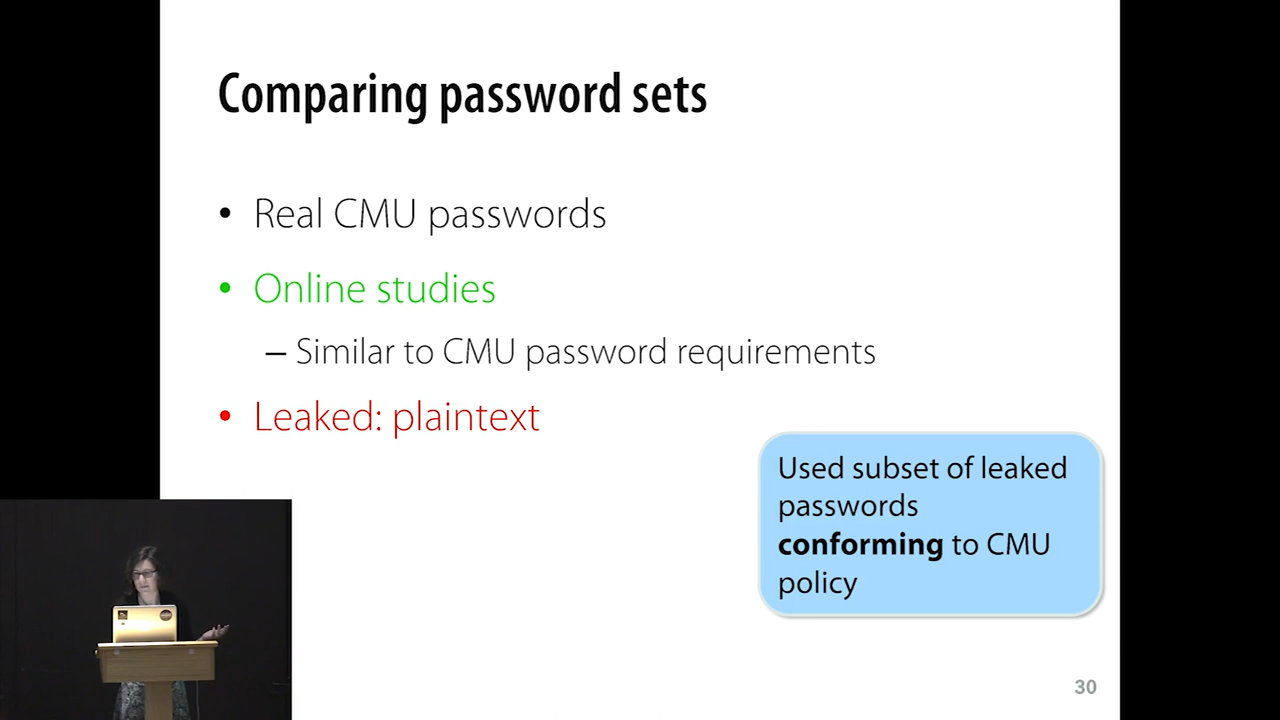 Comparing password sets
• Real CMU passwords
• Online studies
– Similar to CMU password requirements
• Leaked: plaintext
Used subset of leaked
passwords
conforming to CMU
policy
30